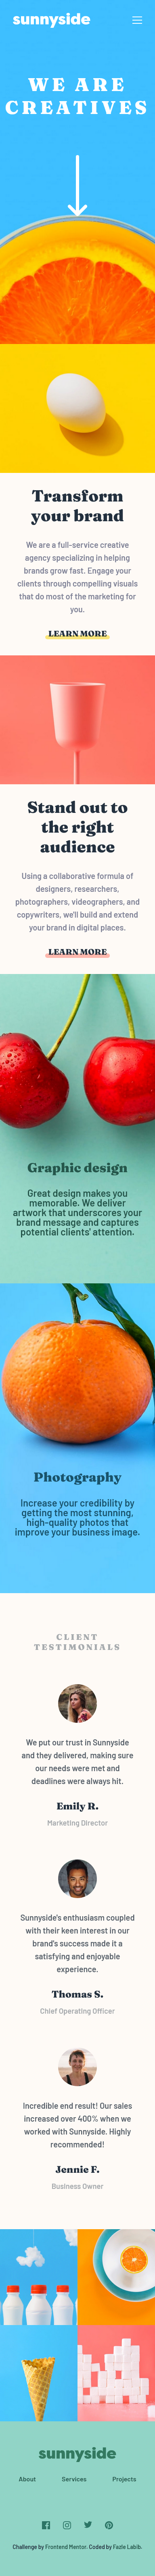 sunnyside
WE ARE
CREATIVES
Transform
your brand
We are a full-service creative
agency specializing in helping
brands grow fast. Engage your
clients through compelling visuals
that do most of the marketing for
you.
LEARN MORE
Stand out to
the right
audience
Using a collaborative formula of
designers, researchers,
photographers, videographers, and
copywriters, we'll build and extend
your brand in digital places.
LEARN MORE
Graphic design
Great design makes you
memorable. We deliver
artwork that underscores your
brand message and captures
potential clients' attention.
Photography
Increase your credibility by
getting the most stunning,
high-quality photos that
improve your business image.
CLIENT
TESTIMONIALS
We put our trust in Sunnyside
and they delivered, making sure
our needs were met and
deadlines were always hit.
Emily R.
Marketing Director
Sunnyside's enthusiasm coupled
with their keen interest in our
brand's success made it a
satisfying and enjoyable
experience.
Thomas S.
Chief Operating Officer
Incredible end result! Our sales
increased over 400% when we
worked with Sunnyside. Highly
recommended!
Jennie F.
Business Owner
sunnyside
About Services Projects
Challenge by Frontend Mentor. Coded by Fazle Labib.